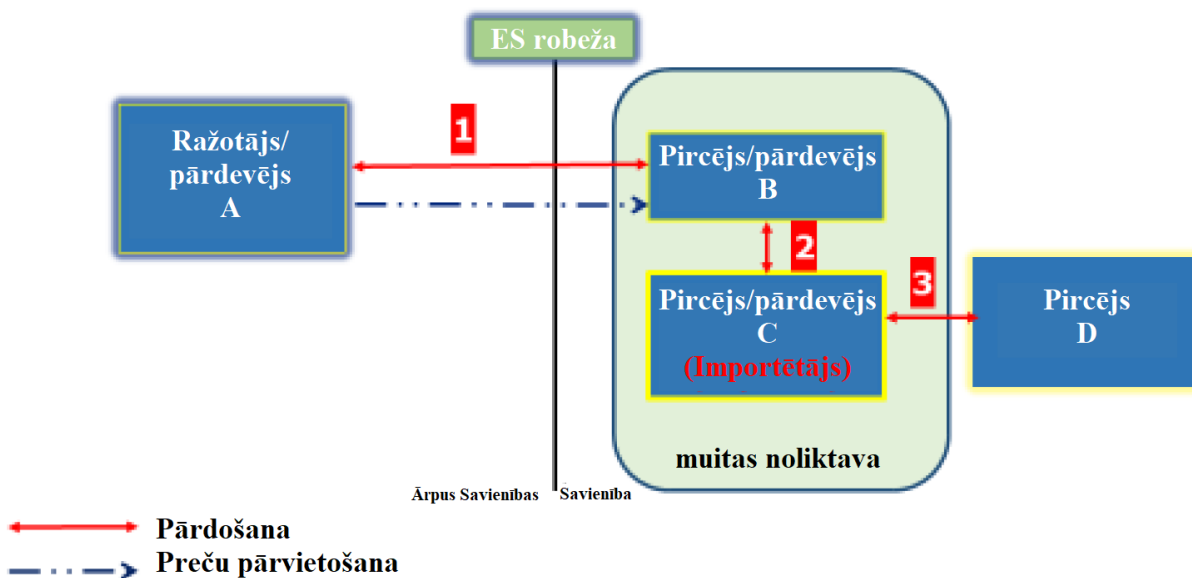 ES robeža
1
Ražotājs/
pārdevējs
A
Pircējs/pārdevējs
B
2
Pircējs/pārdevējs
C
(Importētājs)
3
Pircējs
D
muitas noliktava
Ārpus Savienības
Savienība
Pārdošana
Preču pārvietošana